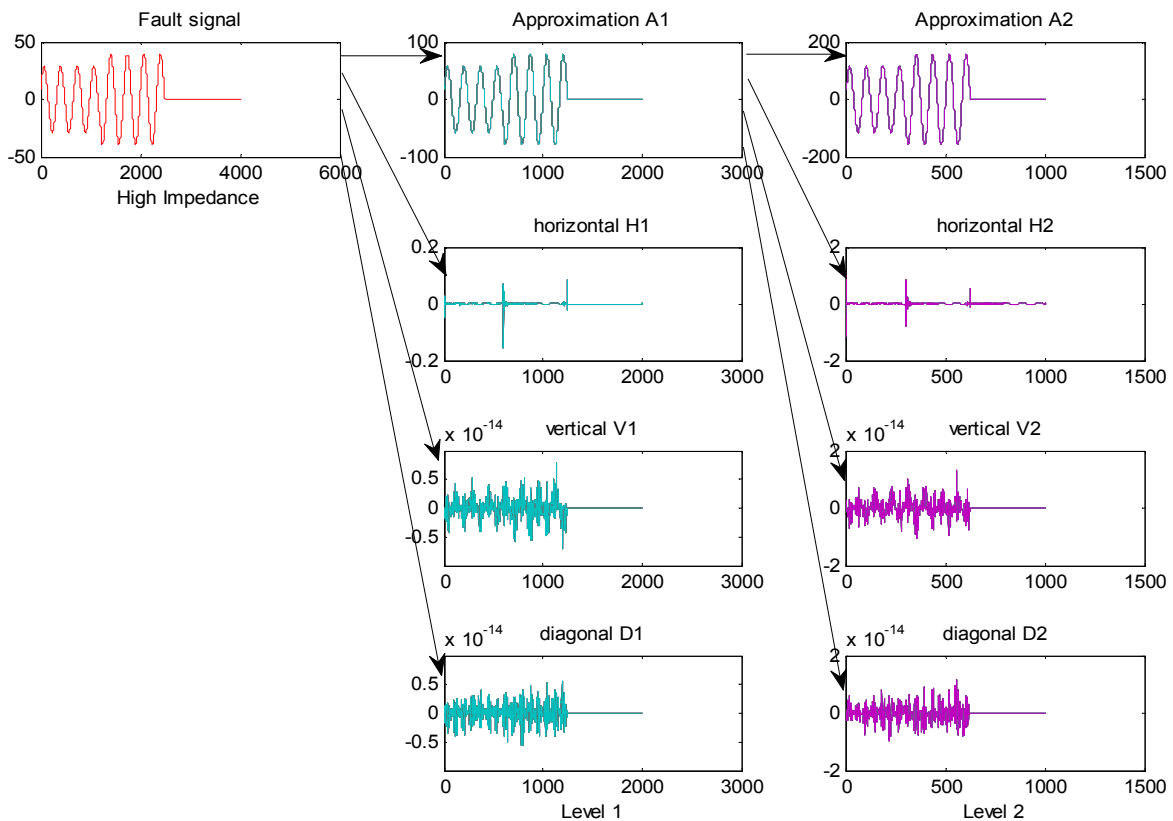 Fault signal
50
0
-50
0 2000 4000 6000
High Impedance
Approximation A1
100
0
-100
0 1000 2000 3000
Approximation A2
200
0
-200
0 500 1000 1500
horizontal H1
0.2
0
-0.2
0 1000 2000 3000
horizontal H2
2
0
-2
0 500 1000 1500
x 10-14
vertical V1
0.5
0
-0.5
0 1000 2000 3000
x 10-14
vertical V2
2
0
-2
0 500 1000 1500
x 10-14
diagonal D1
0.5
0
-0.5
0 1000 2000 3000
Level 1
x 10-14
diagonal D2
2
0
-2
0 500 1000 1500
Level 2